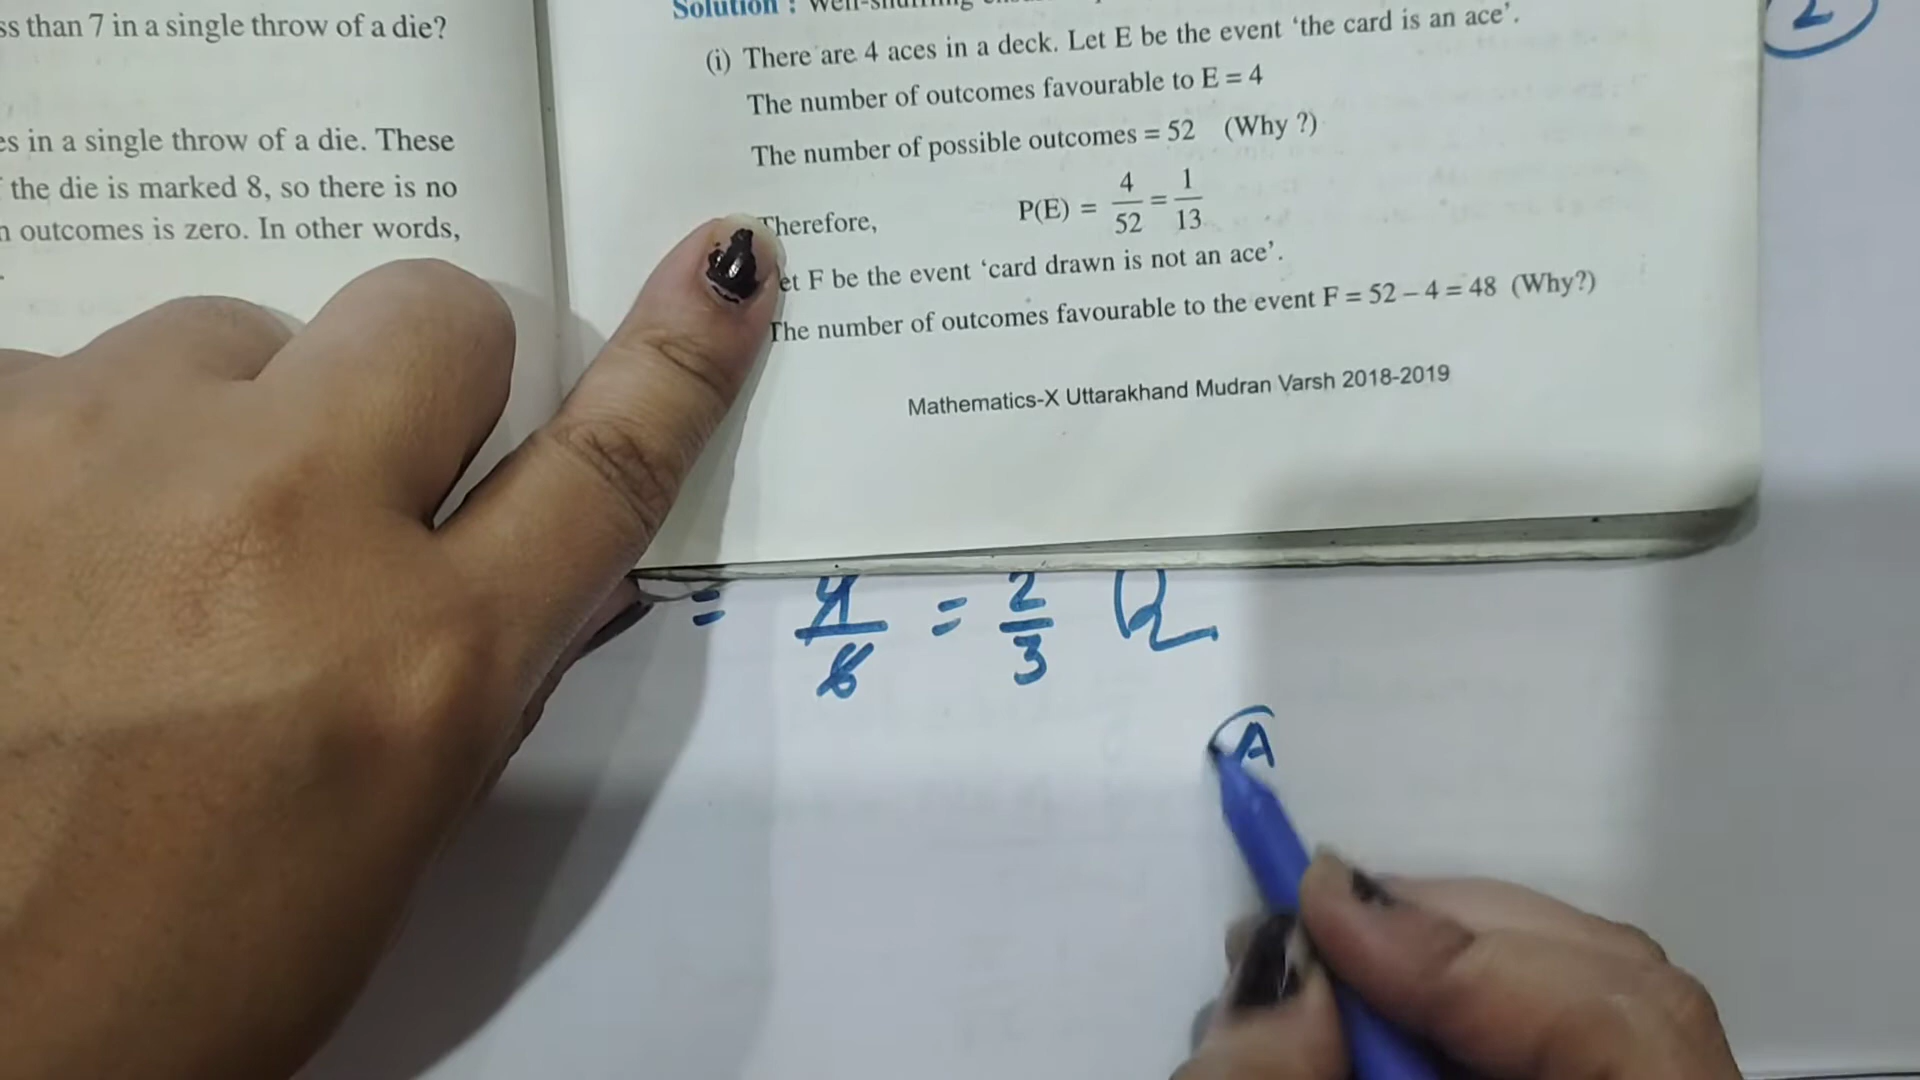 ss than 7 in a single throw of a die?
es in a single throw of a die. These
the die is marked 8, so there is no
n outcomes is zero. In other words,
Solution :
(i) There are 4 aces in a deck. Let E be the event ‘the card is an ace’.
The number of outcomes favourable to E = 4
The number of possible outcomes = 52 (Why ?)
Therefore, P(E) = 4/52 = 1/13
et F be the event ‘card drawn is not an ace’.
The number of outcomes favourable to the event F = 52 – 4 = 48 (Why?)
Mathematics-X Uttarakhand Mudran Varsh 2018-2019
2
= 4/6 = 2/3
A